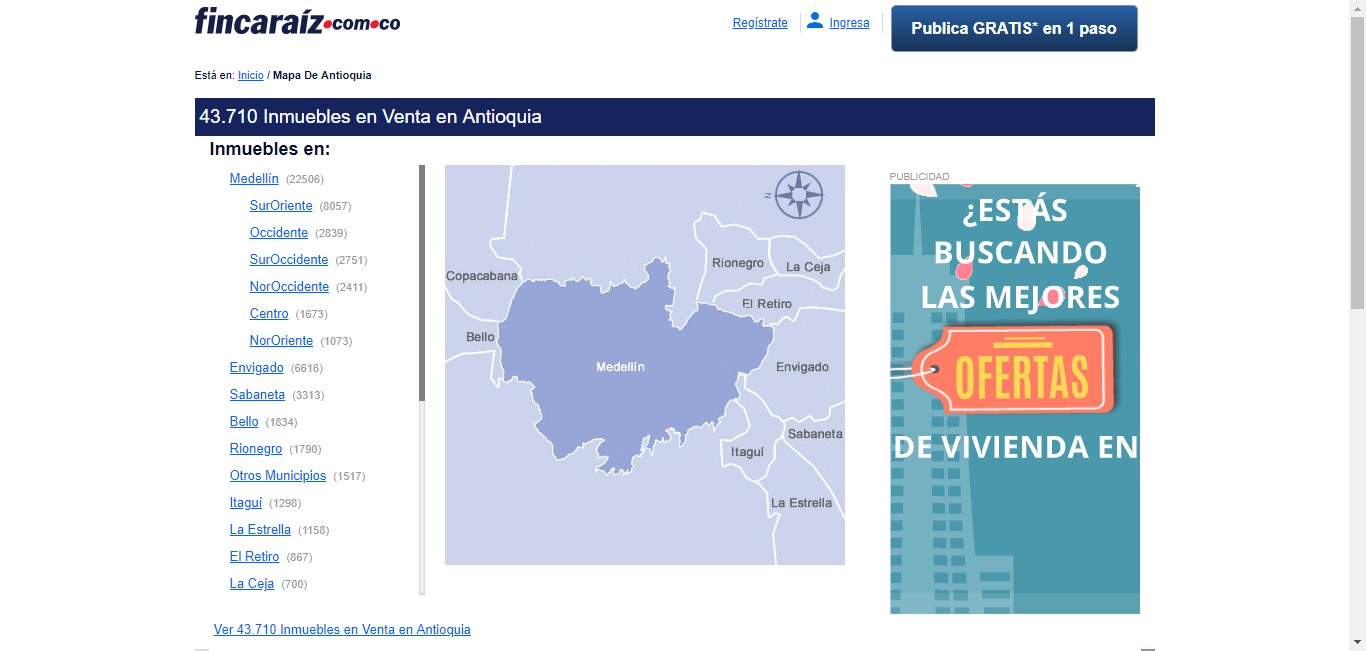 fincaraíz.com.co
Regístrate
Ingresa
Publica GRATIS* en 1 paso
Está en: Inicio / Mapa De Antioquia
43.710 Inmuebles en Venta en Antioquia
Inmuebles en:
Medellín (22506)
SurOriente (8057)
Occidente (2839)
SurOccidente (2751)
NorOccidente (2411)
Centro (1673)
NorOriente (1073)
Envigado (6616)
Sabaneta (3313)
Bello (1834)
Rionegro (1790)
Otros Municipios (1517)
Itaguí (1298)
La Estrella (1158)
El Retiro (867)
La Ceja (700)
Ver 43.710 Inmuebles en Venta en Antioquia
N
Copacabana
Rionegro
La Ceja
El Retiro
Bello
Medellín
Envigado
Sabaneta
Itaguí
La Estrella
PUBLICIDAD
¿ESTÁS
BUSCANDO
LAS MEJORES
OFERTAS
DE VIVIENDA EN